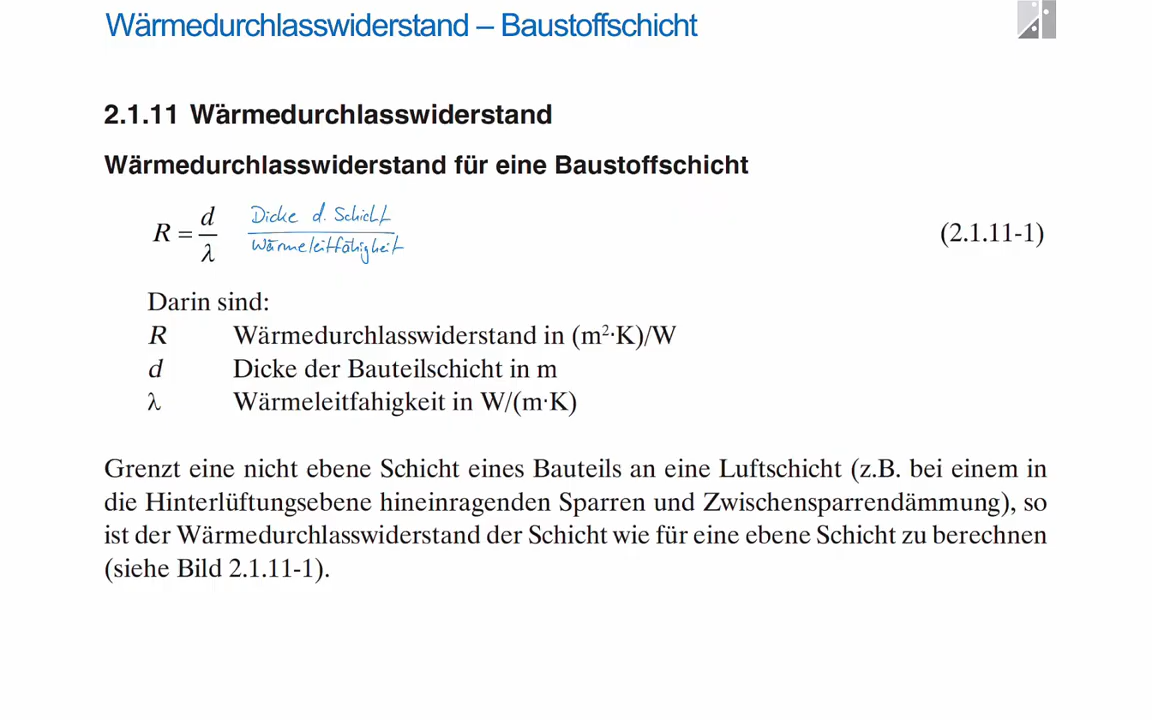 Wärmedurchlasswiderstand – Baustoffschicht
2.1.11 Wärmedurchlasswiderstand
Wärmedurchlasswiderstand für eine Baustoffschicht
R = d/λ Dicke d. Schicht / Wärmeleitfähigkeit (2.1.11-1)
Darin sind:
R Wärmedurchlasswiderstand in (m²·K)/W
d Dicke der Bauteilschicht in m
λ Wärmeleitfahigkeit in W/(m·K)
Grenzt eine nicht ebene Schicht eines Bauteils an eine Luftschicht (z.B. bei einem in
die Hinterlüftungsebene hineinragenden Sparren und Zwischensparrendämmung), so
ist der Wärmedurchlasswiderstand der Schicht wie für eine ebene Schicht zu berechnen
(siehe Bild 2.1.11-1).